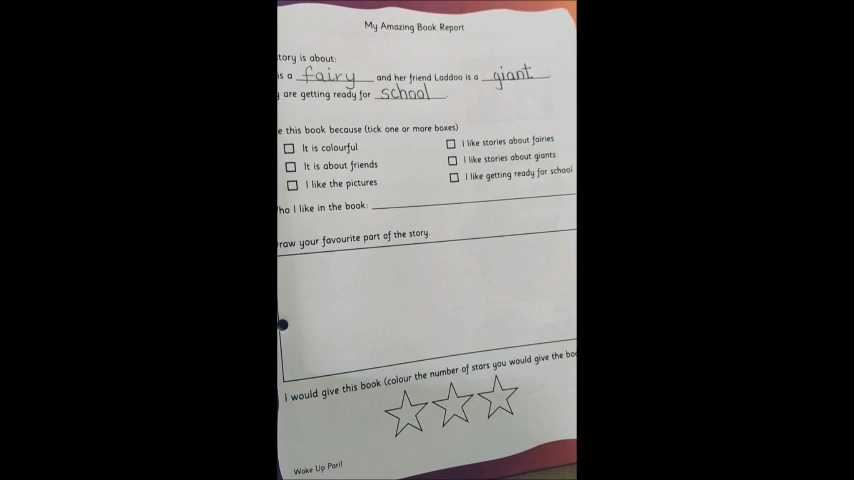 My Amazing Book Report
tory is about:
is a fairy and her friend Laddoo is a giant
y are getting ready for school
e this book because (tick one or more boxes)
It is colourful
It is about friends
I like the pictures
I like stories about fairies
I like stories about giants
I like getting ready for school
ho I like in the book:
raw your favourite part of the story.
I would give this book (colour the number of stars you would give the boo
Wake Up Pari!